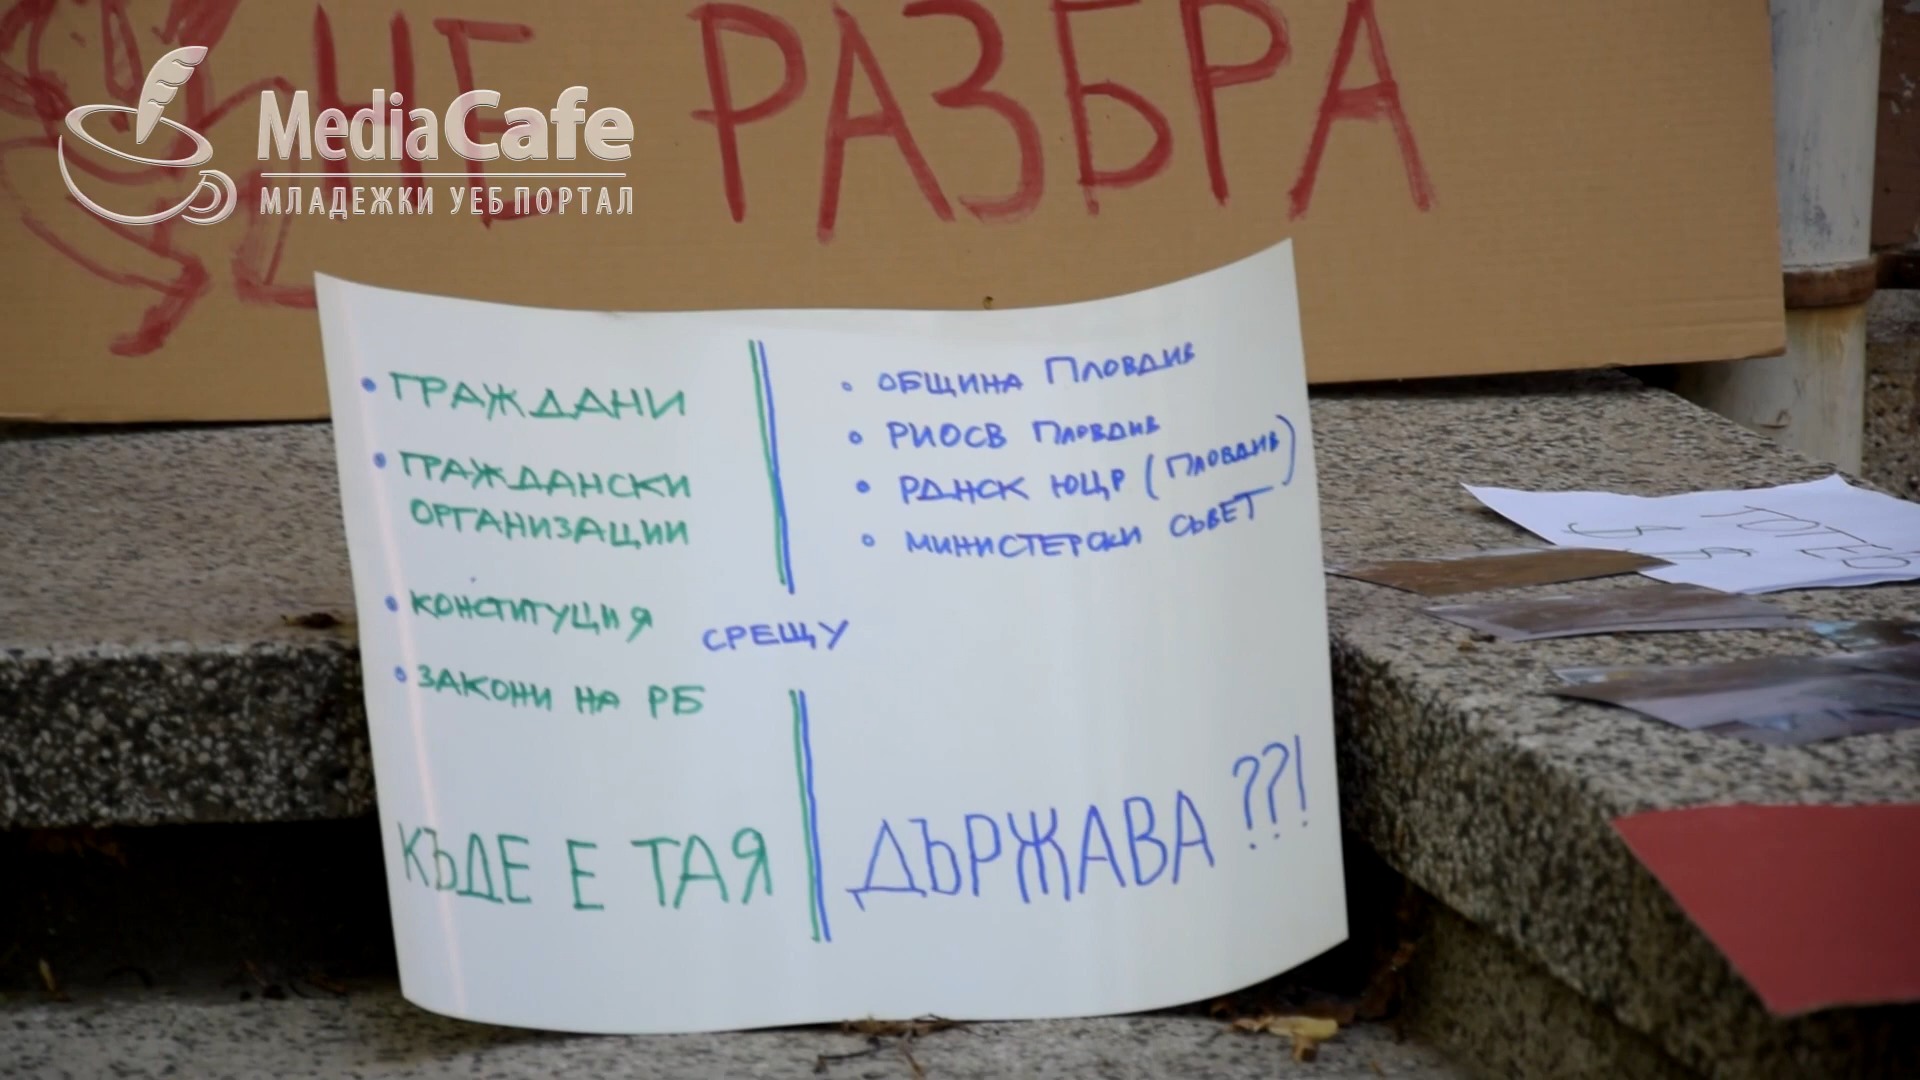 НЕ РАЗБРА
MediaCafe
МЛАДЕЖКИ УЕБ ПОРТАЛ
• ГРАЖДАНИ
• ГРАЖДАНСКИ
ОРГАНИЗАЦИИ
• КОНСТИТУЦИЯ
• ЗАКОНИ НА РБ
СРЕЩУ
• ОБЩИНА ПЛОВДИВ
• РИОСВ ПЛОВДИВ
• РДНСК ЮЦР (ПЛОВДИВ)
• МИНИСТЕРСКИ СЪВЕТ
КЪДЕ Е ТАЯ ДЪРЖАВА??!